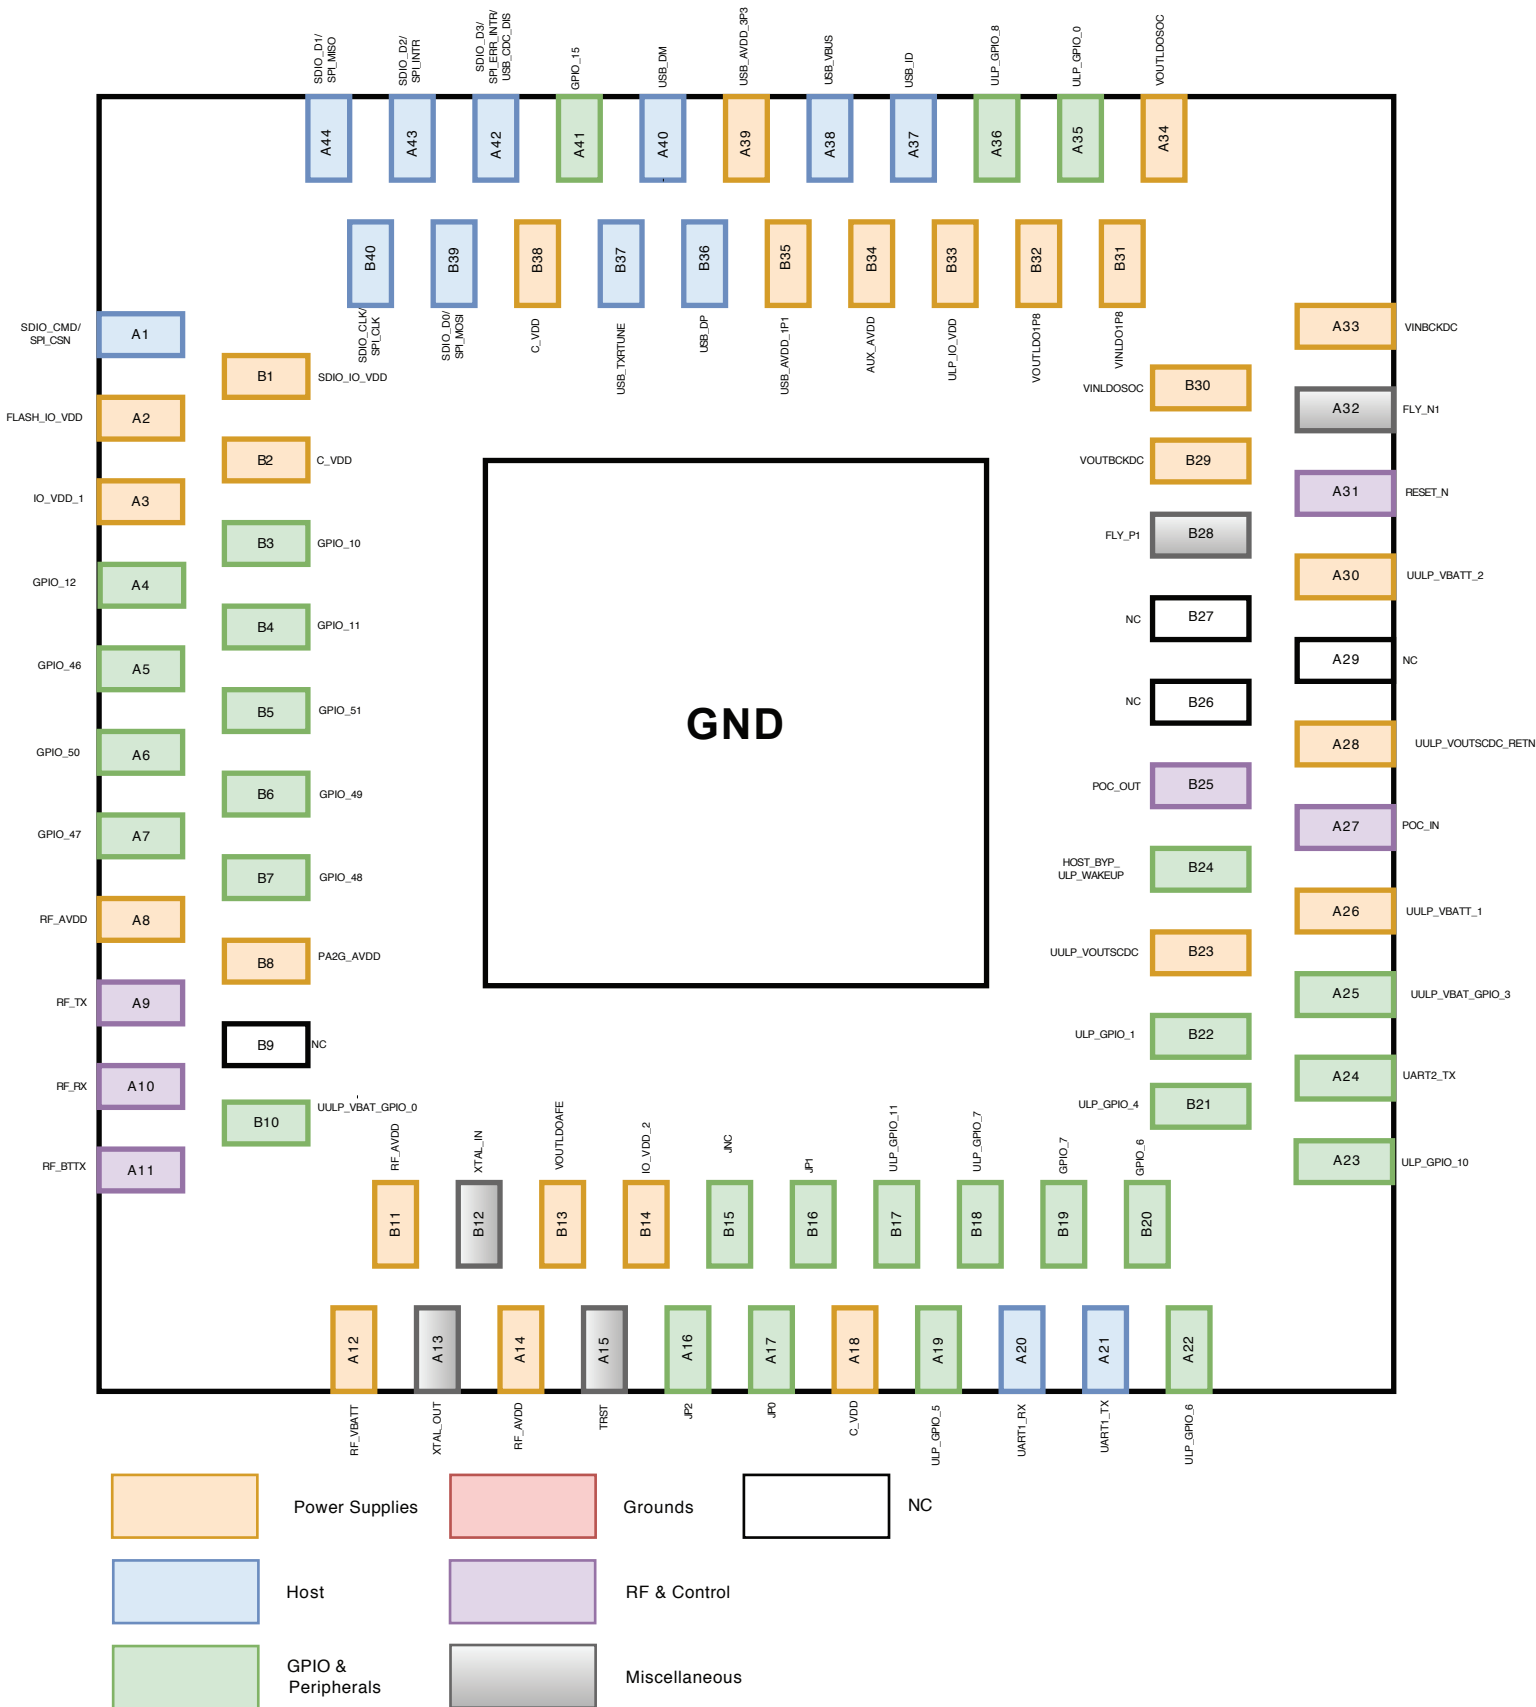 SDIO_D1/
SPI_MISO
SDIO_D2/
SPI_INTR
SDIO_D3/
SPI_ERR_INTR/
USB_CDC_DIS
GPIO_15
USB_DM
USB_AVDD_3P3
USB_VBUS
USB_ID
ULP_GPIO_8
ULP_GPIO_0
VOUTLDOSOC
A44
A43
A42
A41
A40
A39
A38
A37
A36
A35
A34
B40
B39
B38
B37
B36
B35
B34
B33
B32
B31
SDIO_CLK/
SPI_CLK
SDIO_D0/
SPI_MOSI
C_VDD
USB_TXRTUNE
USB_DP
USB_AVDD_1P1
AUX_AVDD
ULP_IO_VDD
VOUTLDO1P8
VINLDO1P8
SDIO_CMD/
SPI_CSN
A1
B1
SDIO_IO_VDD
FLASH_IO_VDD
A2
B2
C_VDD
IO_VDD_1
A3
B3
GPIO_10
GPIO_12
A4
B4
GPIO_11
GPIO_46
A5
B5
GPIO_51
GPIO_50
A6
B6
GPIO_49
GPIO_47
A7
B7
GPIO_48
RF_AVDD
A8
B8
PA2G_AVDD
RF_TX
A9
B9
NC
RF_RX
A10
B10
UULP_VBAT_GPIO_0
RF_BTTX
A11
GND
A33
VINBCKDC
VINLDOSOC
B30
A32
FLY_N1
VOUTBCKDC
B29
A31
RESET_N
FLY_P1
B28
A30
UULP_VBATT_2
NC
B27
A29
NC
NC
B26
A28
UULP_VOUTSCDC_RETN
POC_OUT
B25
A27
POC_IN
HOST_BYP_
ULP_WAKEUP
B24
A26
UULP_VBATT_1
UULP_VOUTSCDC
B23
A25
UULP_VBAT_GPIO_3
ULP_GPIO_1
B22
A24
UART2_TX
ULP_GPIO_4
B21
A23
ULP_GPIO_10
RF_AVDD
XTAL_IN
VOUTLDOAFE
IO_VDD_2
JNC
JP1
ULP_GPIO_11
ULP_GPIO_7
GPIO_7
GPIO_6
B11
B12
B13
B14
B15
B16
B17
B18
B19
B20
A12
A13
A14
A15
A16
A17
A18
A19
A20
A21
A22
RF_VBATT
XTAL_OUT
RF_AVDD
TRST
JP2
JP0
C_VDD
ULP_GPIO_5
UART1_RX
UART1_TX
ULP_GPIO_6
Power Supplies
Grounds
NC
Host
RF & Control
GPIO &
Peripherals
Miscellaneous